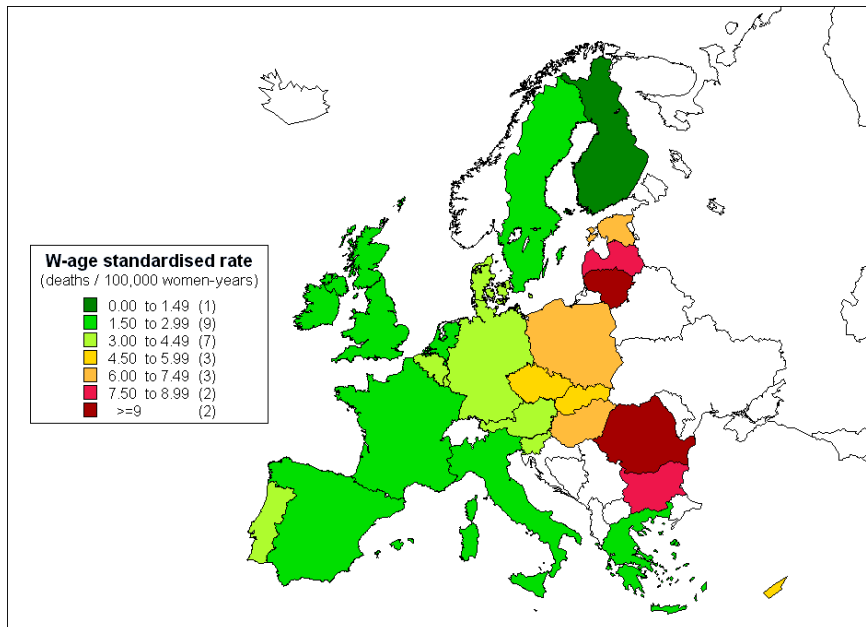 W-age standardised rate
(deaths / 100,000 women-years)
0.00 to 1.49 (1)
1.50 to 2.99 (9)
3.00 to 4.49 (7)
4.50 to 5.99 (3)
6.00 to 7.49 (3)
7.50 to 8.99 (2)
>=9 (2)